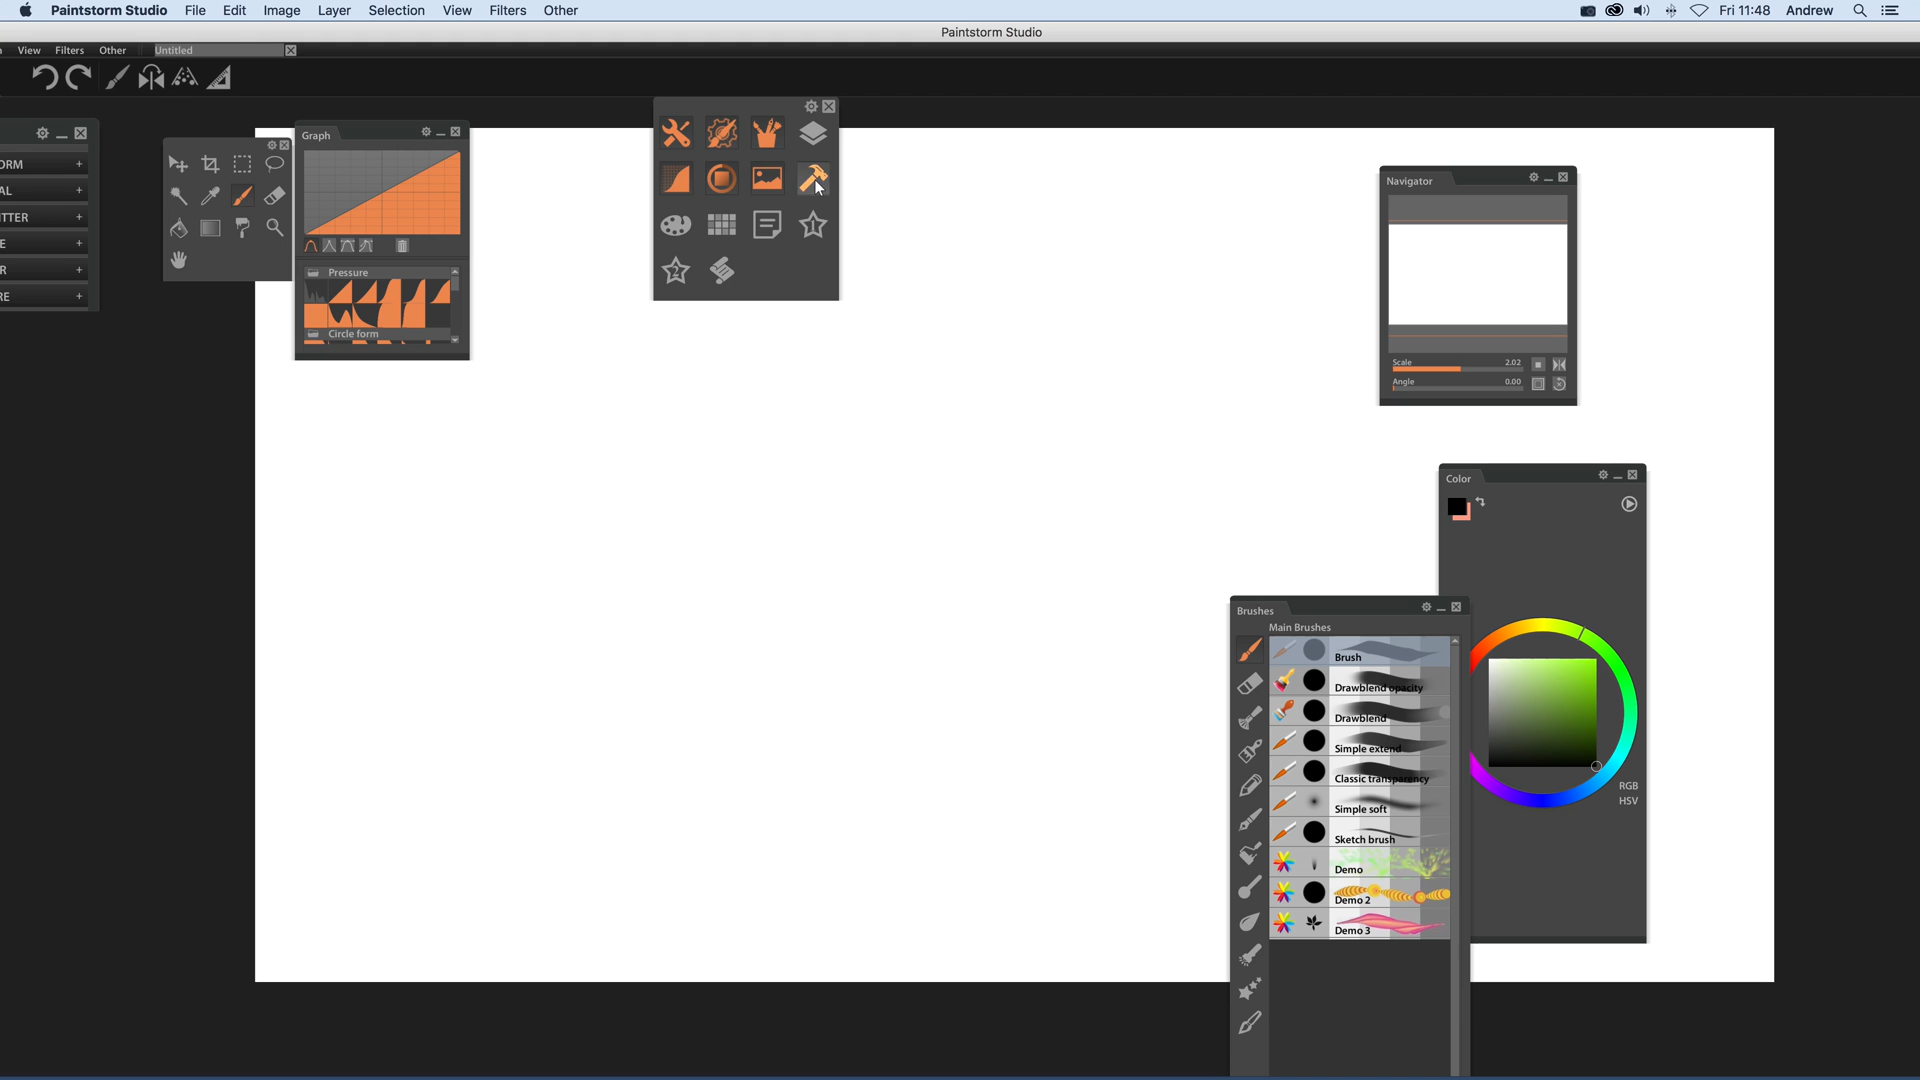 Paintstorm Studio File Edit Image Layer Selection View Filters Other Fri 11:48 Andrew
Paintstorm Studio
View Filters Other Untitled
ORM +
AL +
ITTER +
E +
R +
RE +
Graph
Pressure
Circle form
1
2
Navigator
Scale 2.02
Angle 0.00
Color
RGB
HSV
Brushes
Main Brushes
Brush
Drawblend opacity
Drawblend
Simple extend
Classic transparency
Simple soft
Sketch brush
Demo
Demo 2
Demo 3